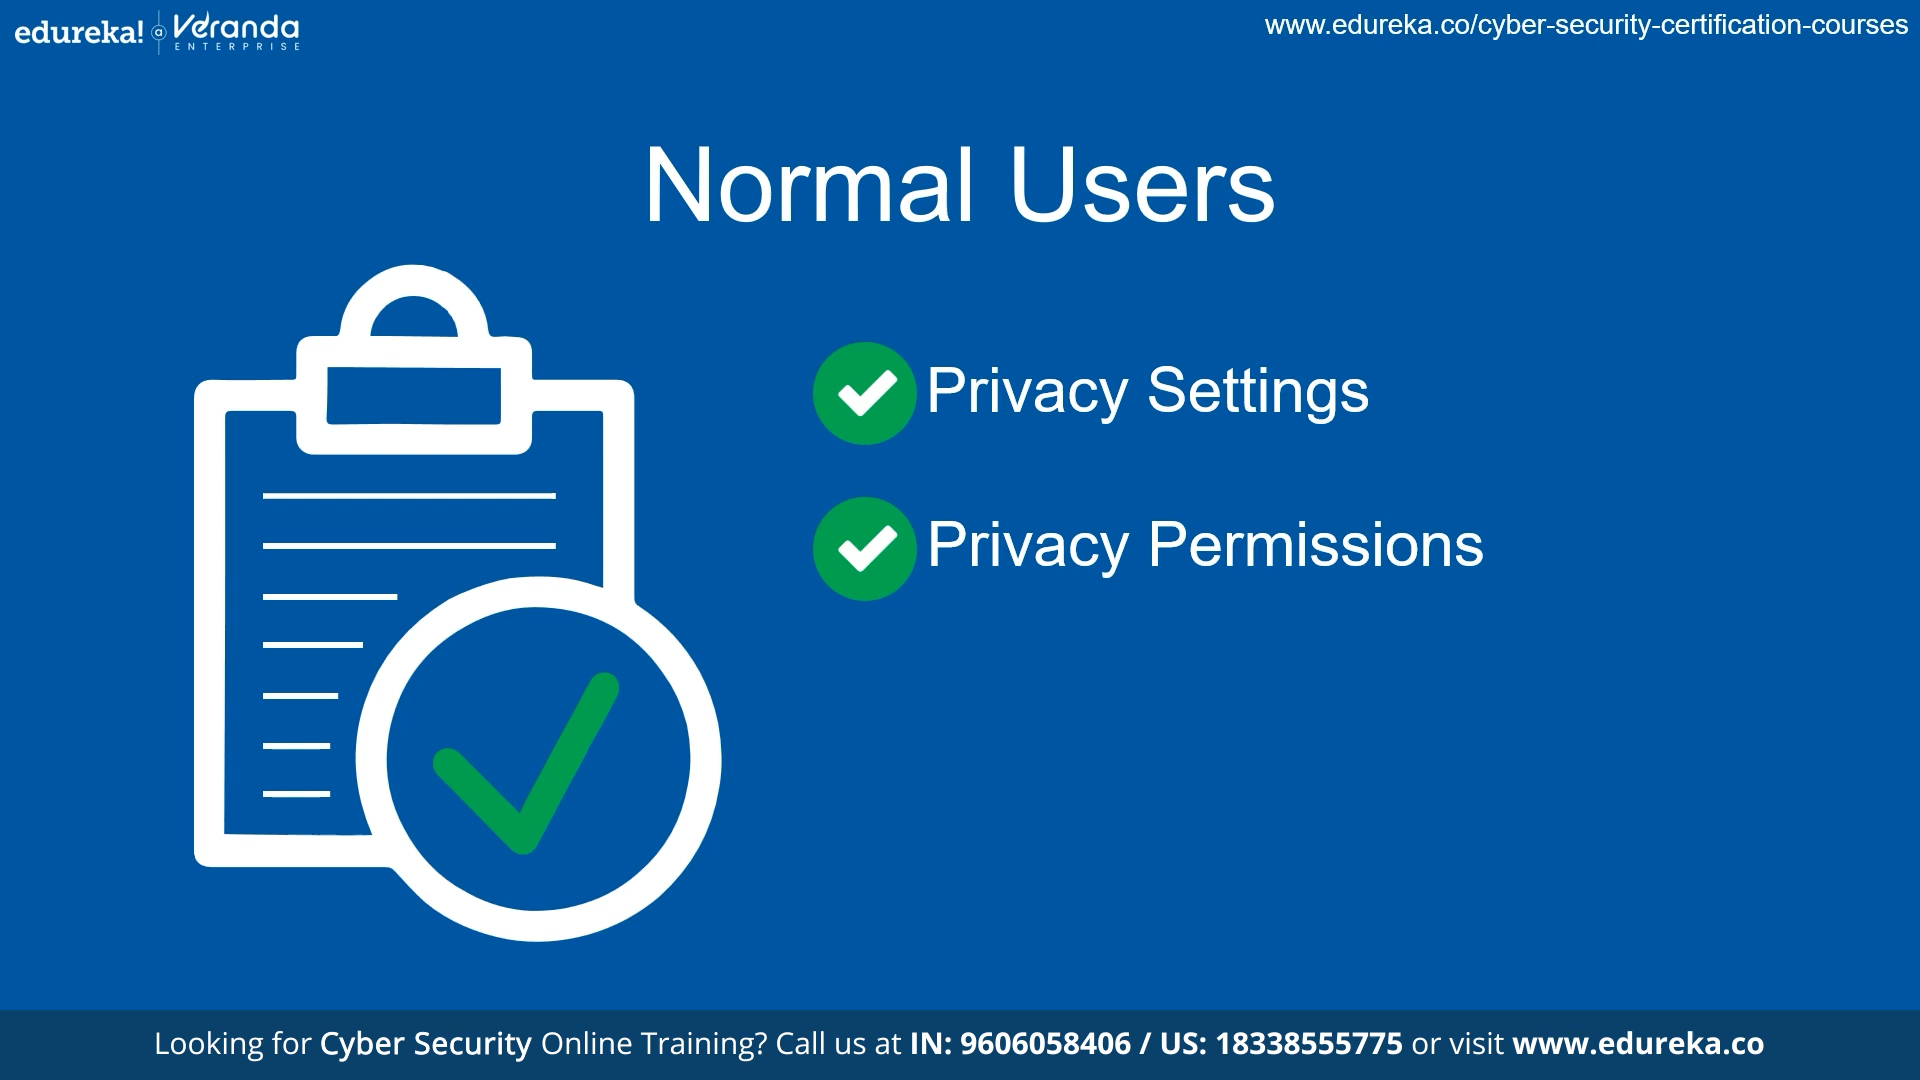 edureka! a Veranda
ENTERPRISE
www.edureka.co/cyber-security-certification-courses
Normal Users
Privacy Settings
Privacy Permissions
Looking for Cyber Security Online Training? Call us at IN: 9606058406 / US: 18338555775 or visit www.edureka.co